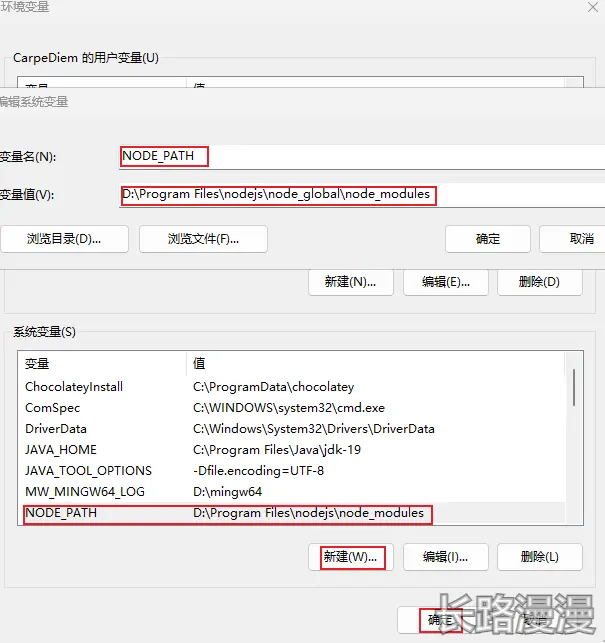 环境变量
CarpeDiem 的用户变量(U)
变量 值
编辑系统变量
变量名(N): NODE_PATH
变量值(V): D:\Program Files\nodejs\node_global\node_modules
浏览目录(D)... 浏览文件(F)... 确定 取消
新建(N)... 编辑(E)... 删除(D)
系统变量(S)
变量 值
ChocolateyInstall C:\ProgramData\chocolatey
ComSpec C:\WINDOWS\system32\cmd.exe
DriverData C:\Windows\System32\Drivers\DriverData
JAVA_HOME C:\Program Files\Java\jdk-19
JAVA_TOOL_OPTIONS -Dfile.encoding=UTF-8
MW_MINGW64_LOG D:\mingw64
NODE_PATH D:\Program Files\nodejs\node_modules
新建(W)... 编辑(I)... 删除(L)
确定 取消
长路漫漫